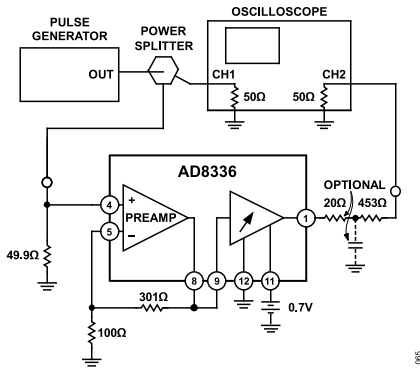 PULSE
GENERATOR
OUT
POWER
SPLITTER
OSCILLOSCOPE
CH1
CH2
50Ω
50Ω
AD8336
PREAMP
+
–
4
5
8
9
12
11
1
OPTIONAL
20Ω
453Ω
49.9Ω
301Ω
100Ω
0.7V
065